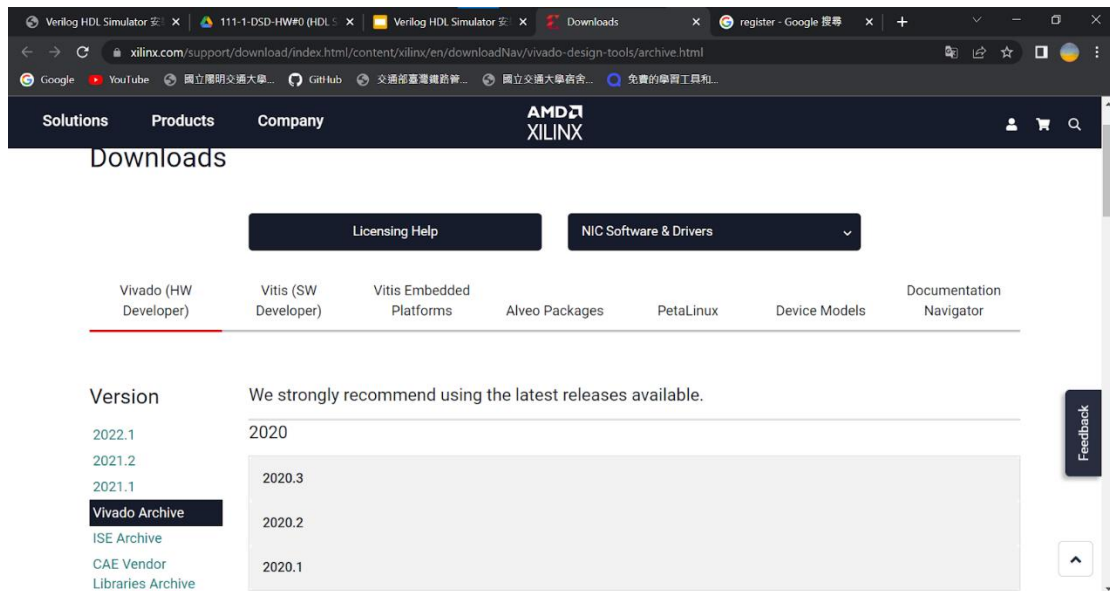 Verilog HDL Simulator 安
111-1-DSD-HW#0 (HDL S
Verilog HDL Simulator 安
Downloads
register - Google 搜尋
xilinx.com/support/download/index.html/content/xilinx/en/downloadNav/vivado-design-tools/archive.html
Google
YouTube
國立陽明交通大學...
GitHub
交通部臺灣鐵路管...
國立交通大學宿舍...
免費的學習工具和...
Solutions
Products
Company
AMD
XILINX
Downloads
Licensing Help
NIC Software & Drivers
Vivado (HW
Developer)
Vitis (SW
Developer)
Vitis Embedded
Platforms
Alveo Packages
PetaLinux
Device Models
Documentation
Navigator
Version
2022.1
2021.2
2021.1
Vivado Archive
ISE Archive
CAE Vendor
Libraries Archive
We strongly recommend using the latest releases available.
2020
2020.3
2020.2
2020.1
Feedback